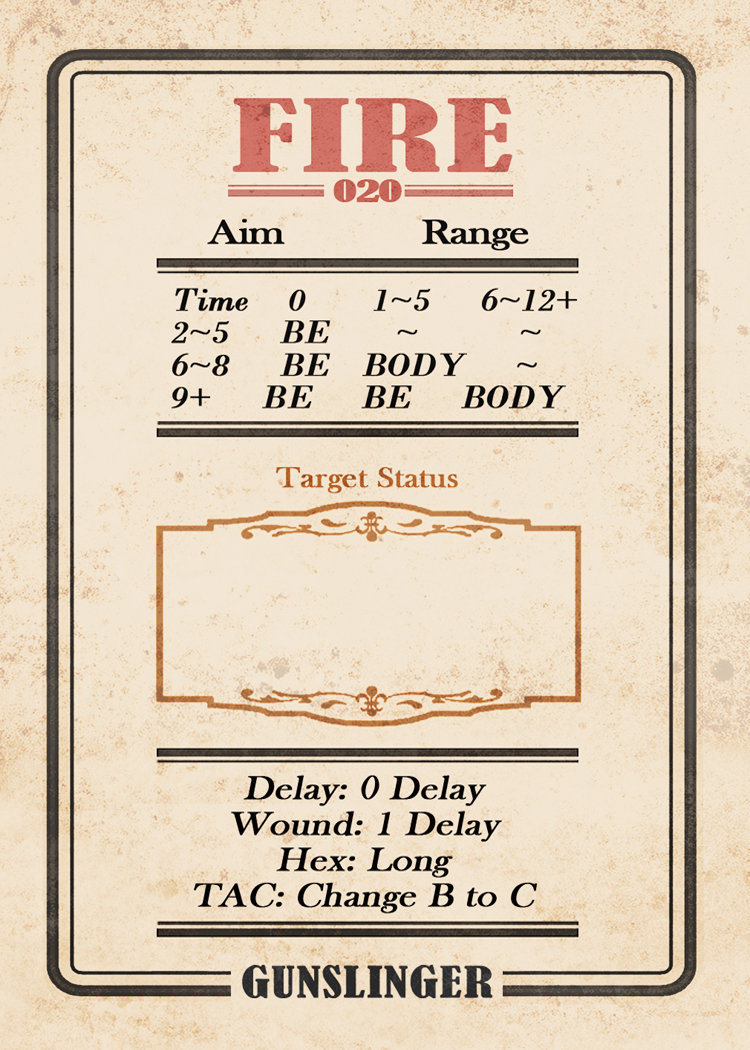 FIRE
020
Aim Range
Time 0 1~5 6~12+
2~5 BE ~ ~
6~8 BE BODY ~
9+ BE BE BODY
Target Status
Delay: 0 Delay
Wound: 1 Delay
Hex: Long
TAC: Change B to C
GUNSLINGER